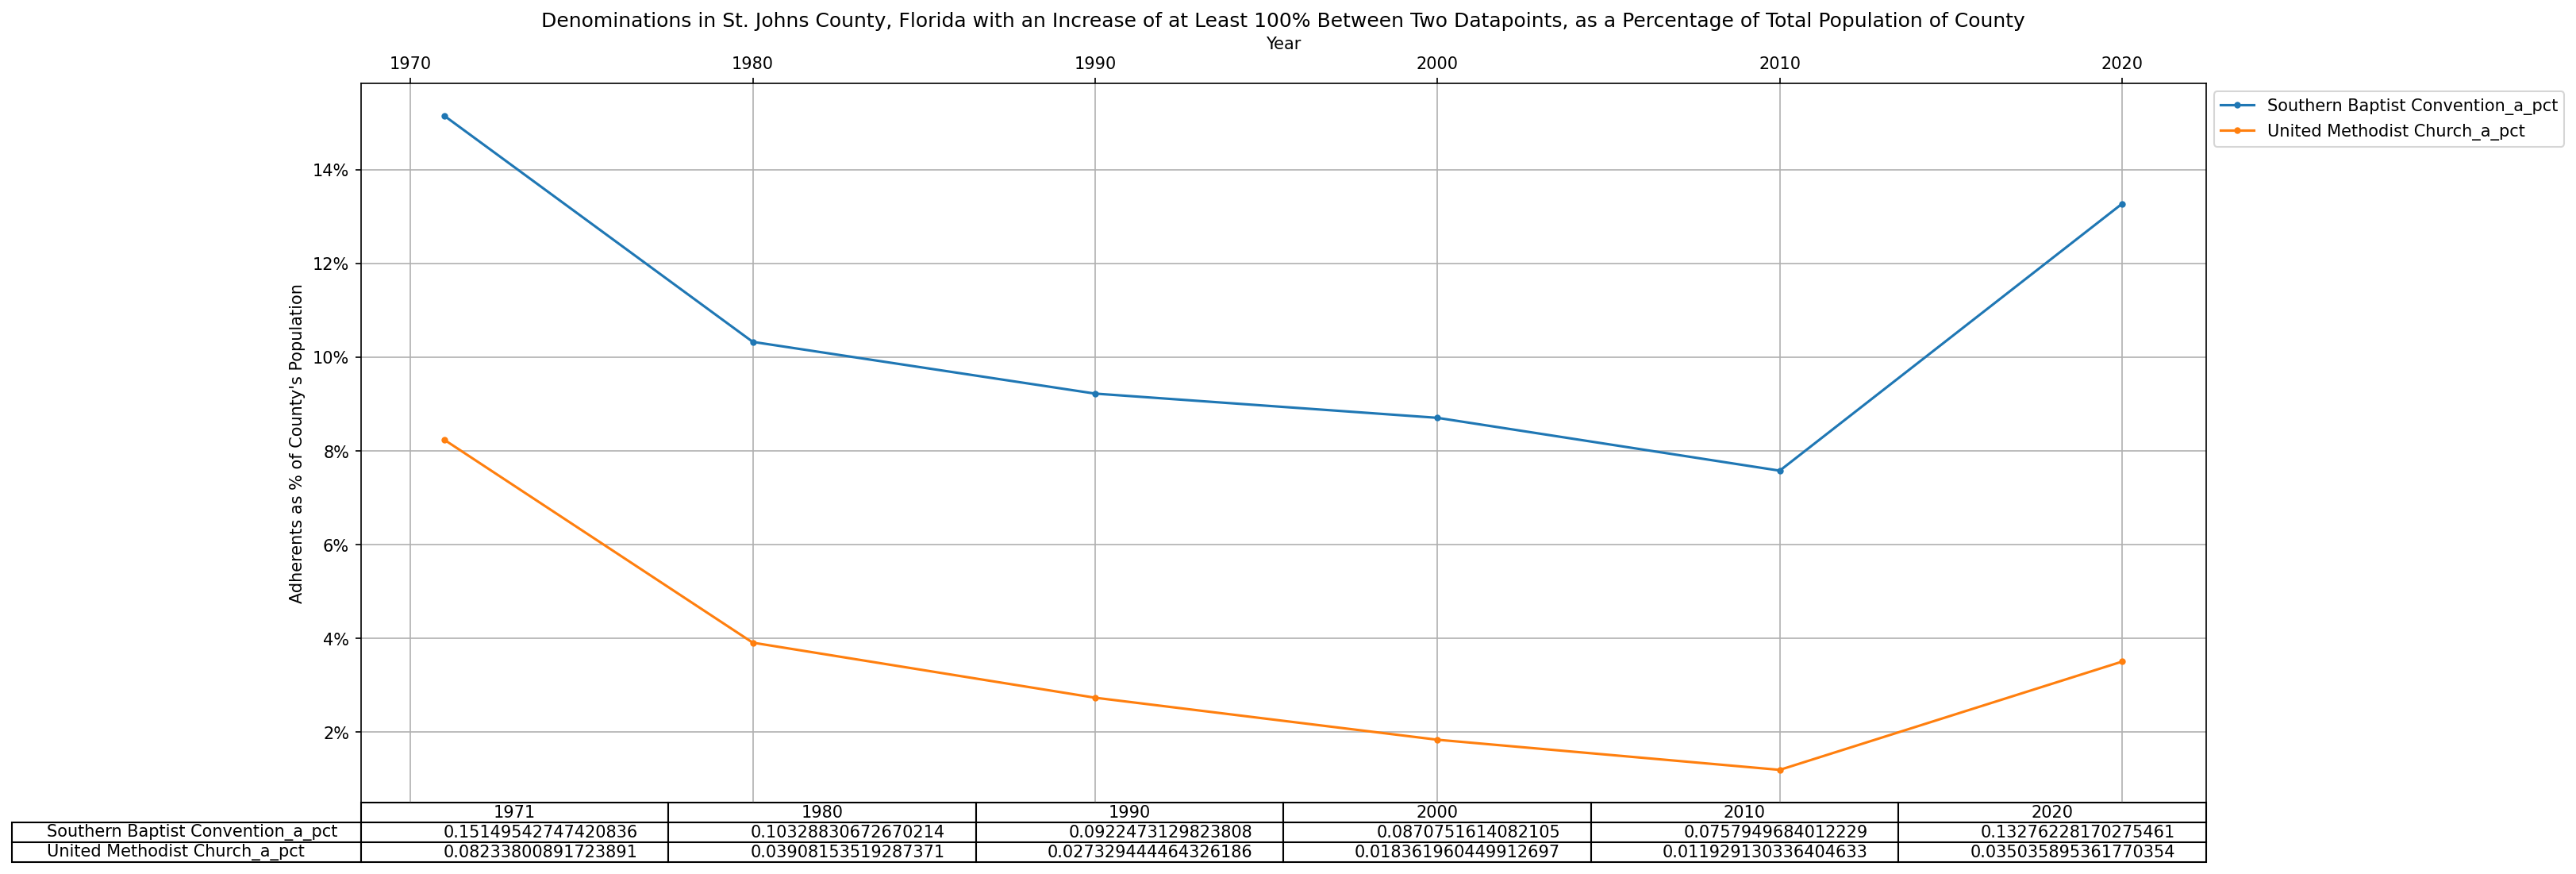 Denominations in St. Johns County, Florida with an Increase of at Least 100% Between Two Datapoints, as a Percentage of Total Population of County
Year
1970 1980 1990 2000 2010 2020
Southern Baptist Convention_a_pct
United Methodist Church_a_pct
Adherents as % of County's Population
14%
12%
10%
8%
6%
4%
2%
1971 1980 1990 2000 2010 2020
Southern Baptist Convention_a_pct 0.15149542747420836 0.10328830672670214 0.0922473129823808 0.0870751614082105 0.0757949684012229 0.13276228170275461
United Methodist Church_a_pct 0.08233800891723891 0.03908153519287371 0.027329444464326186 0.018361960449912697 0.011929130336404633 0.035035895361770354